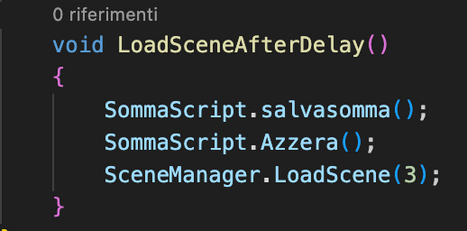 0 riferimenti
void LoadSceneAfterDelay()
{
SommaScript.salvasomma();
SommaScript.Azzera();
SceneManager.LoadScene(3);
}